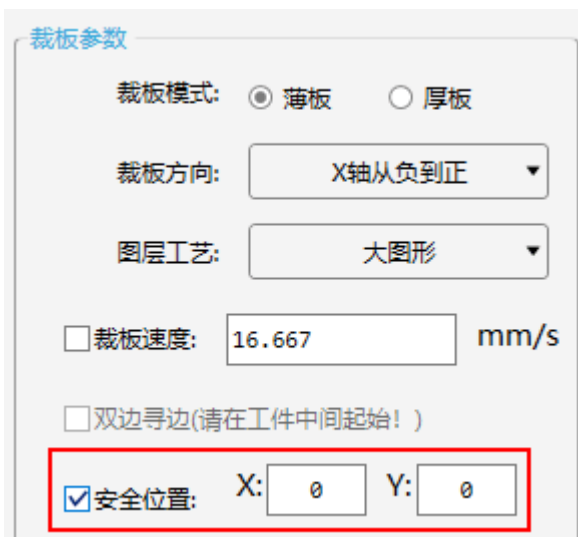 裁板参数
裁板模式: 薄板 厚板
裁板方向: X轴从负到正
图层工艺: 大图形
裁板速度: 16.667 mm/s
双边寻边(请在工件中间起始!)
安全位置: X: 0 Y: 0